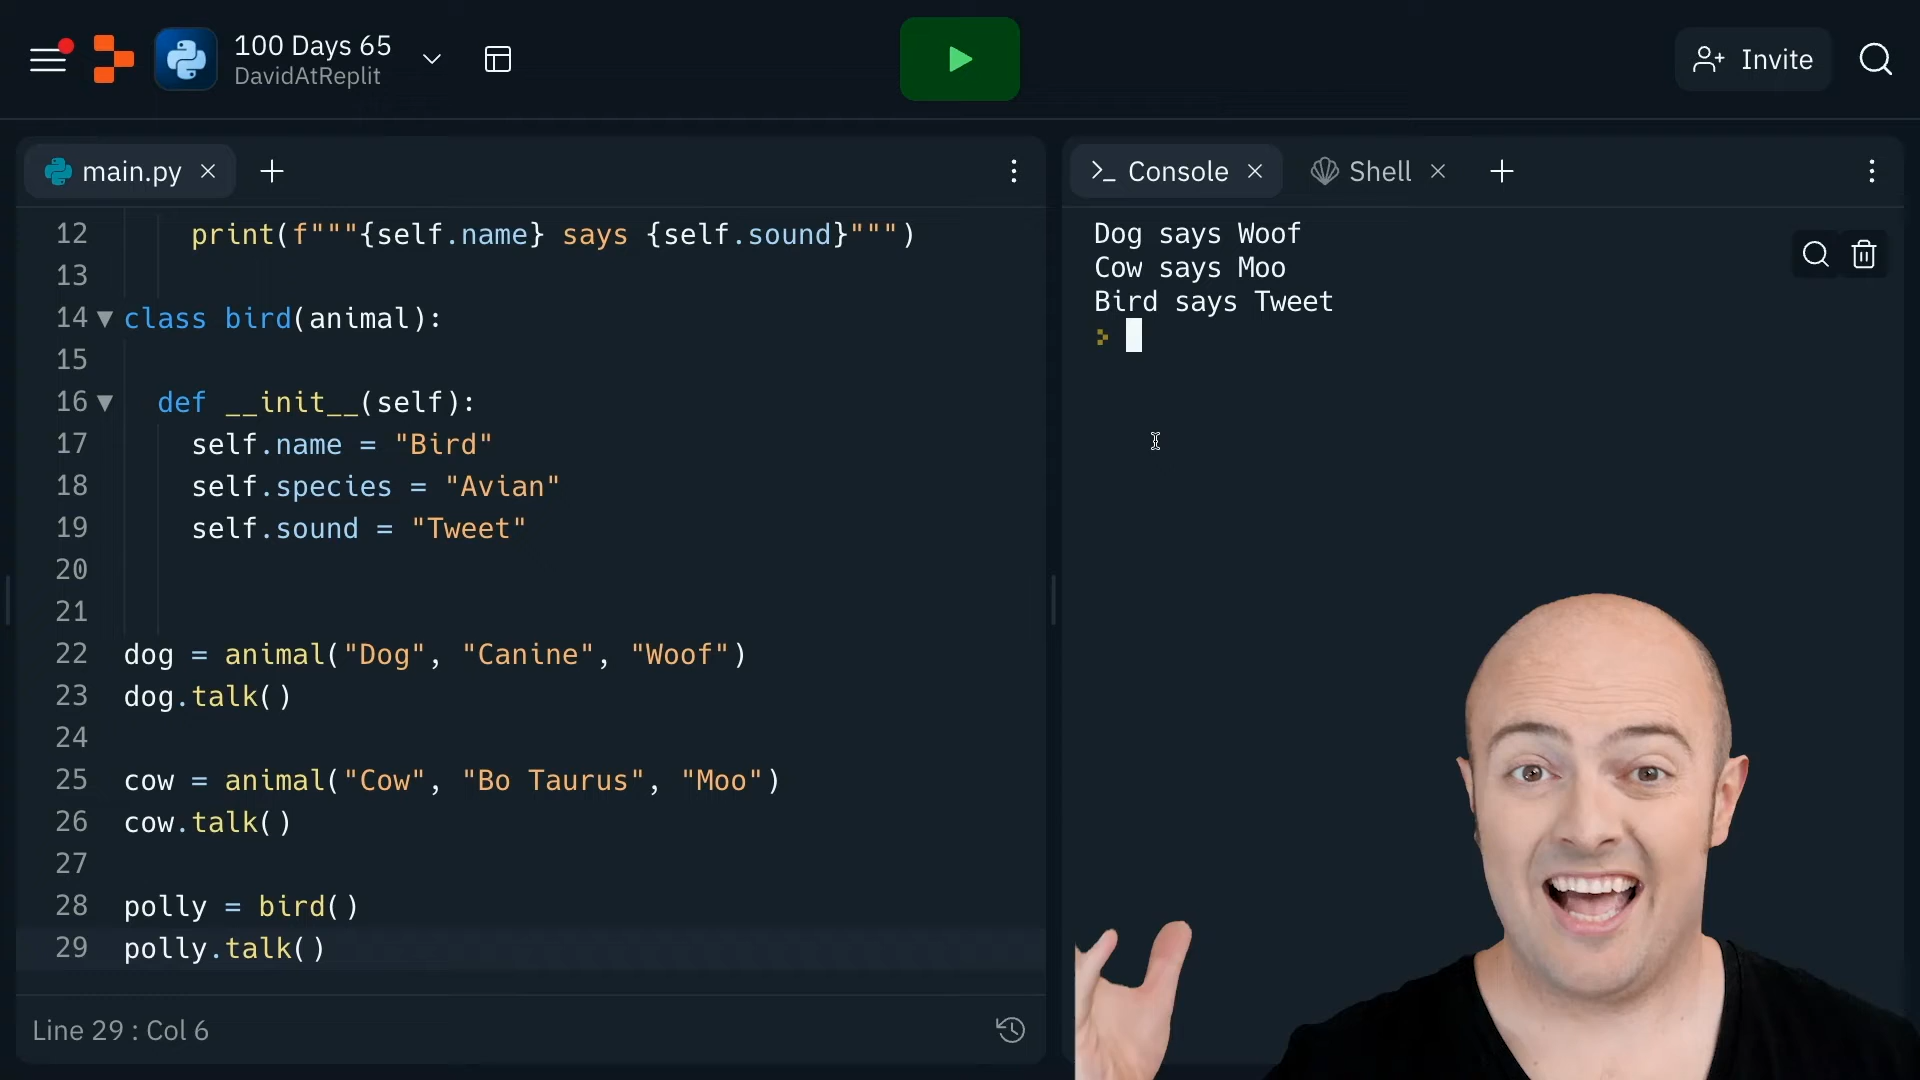 100 Days 65
DavidAtReplit
Invite
main.py
Console
Shell
12 print(f"""{self.name} says {self.sound}""")
13
14 class bird(animal):
15
16 def __init__(self):
17 self.name = "Bird"
18 self.species = "Avian"
19 self.sound = "Tweet"
20
21
22 dog = animal("Dog", "Canine", "Woof")
23 dog.talk()
24
25 cow = animal("Cow", "Bo Taurus", "Moo")
26 cow.talk()
27
28 polly = bird()
29 polly.talk()
Line 29 : Col 6
Dog says Woof
Cow says Moo
Bird says Tweet